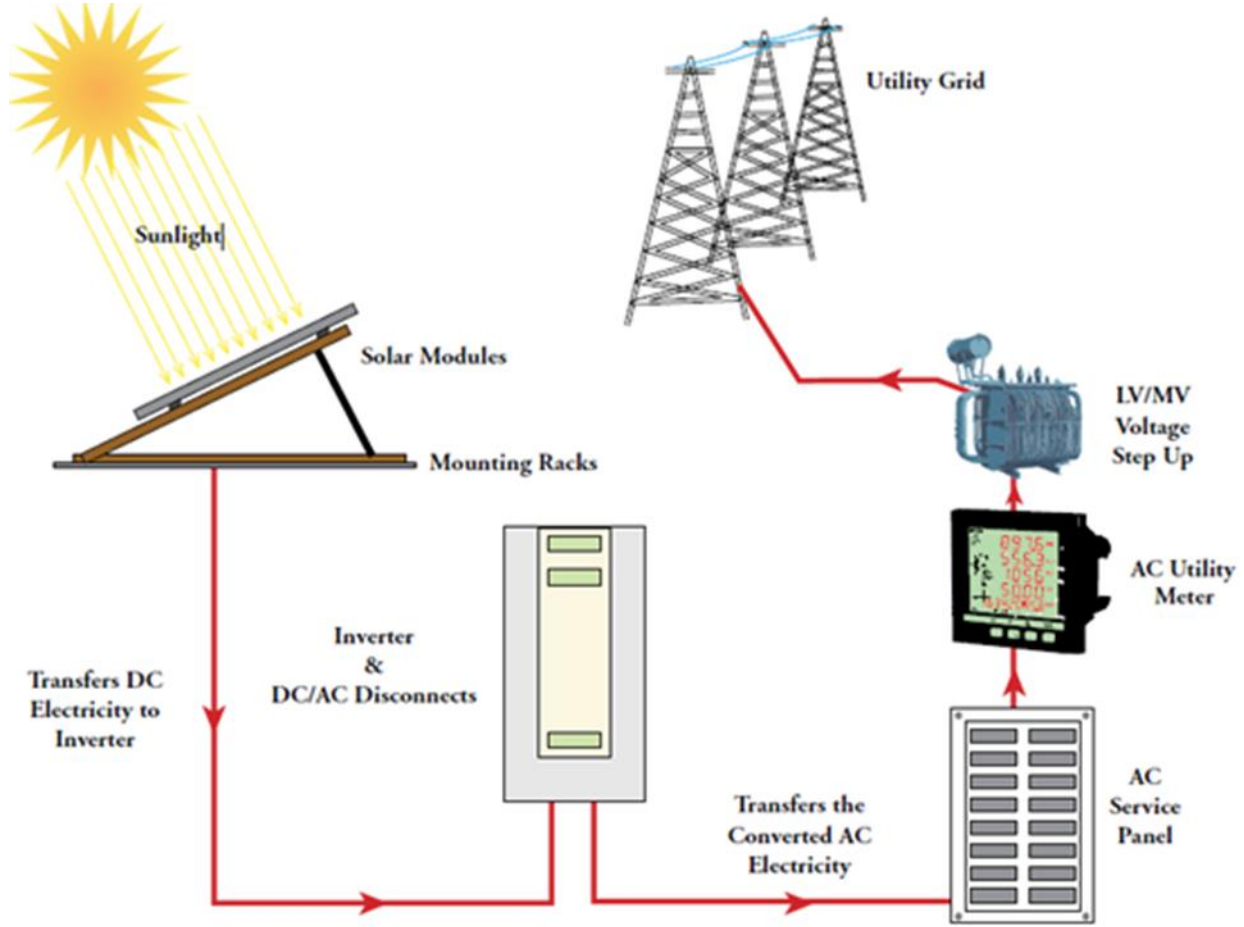 Utility Grid
Sunlight
Solar Modules
LV/MV
Voltage
Step Up
Mounting Racks
AC Utility
Meter
Inverter
&
DC/AC Disconnects
Transfers DC
Electricity to
Inverter
AC
Service
Panel
Transfers the
Converted AC
Electricity